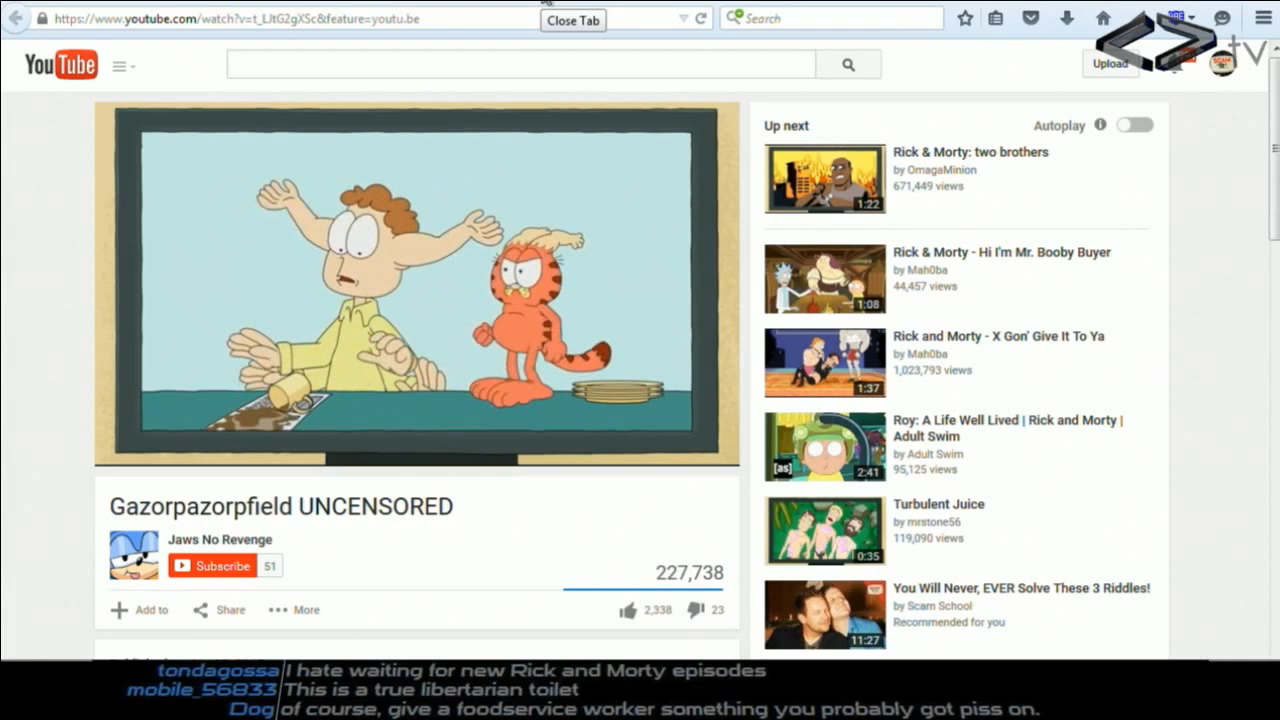 https://www.youtube.com/watch?v=t_LJtG2gXSc&feature=youtu.be
Close Tab
Search
tv
YouTube
Upload
Up next
Autoplay
Rick & Morty: two brothers
by OmagaMinion
671,449 views
1:22
Rick & Morty - Hi I'm Mr. Booby Buyer
by Mah0ba
44,457 views
1:08
Rick and Morty - X Gon' Give It To Ya
by Mah0ba
1,023,793 views
1:37
Roy: A Life Well Lived | Rick and Morty |
Adult Swim
by Adult Swim
95,125 views
[as]
2:41
Turbulent Juice
by mrstone56
119,090 views
0:35
You Will Never, EVER Solve These 3 Riddles!
by Scam School
Recommended for you
11:27
Gazorpazorpfield UNCENSORED
Jaws No Revenge
Subscribe 51
227,738
Add to Share More 2,338 23
tondagossa I hate waiting for new Rick and Morty episodes
mobile_56833 This is a true libertarian toilet
Dog of course, give a foodservice worker something you probably got piss on.